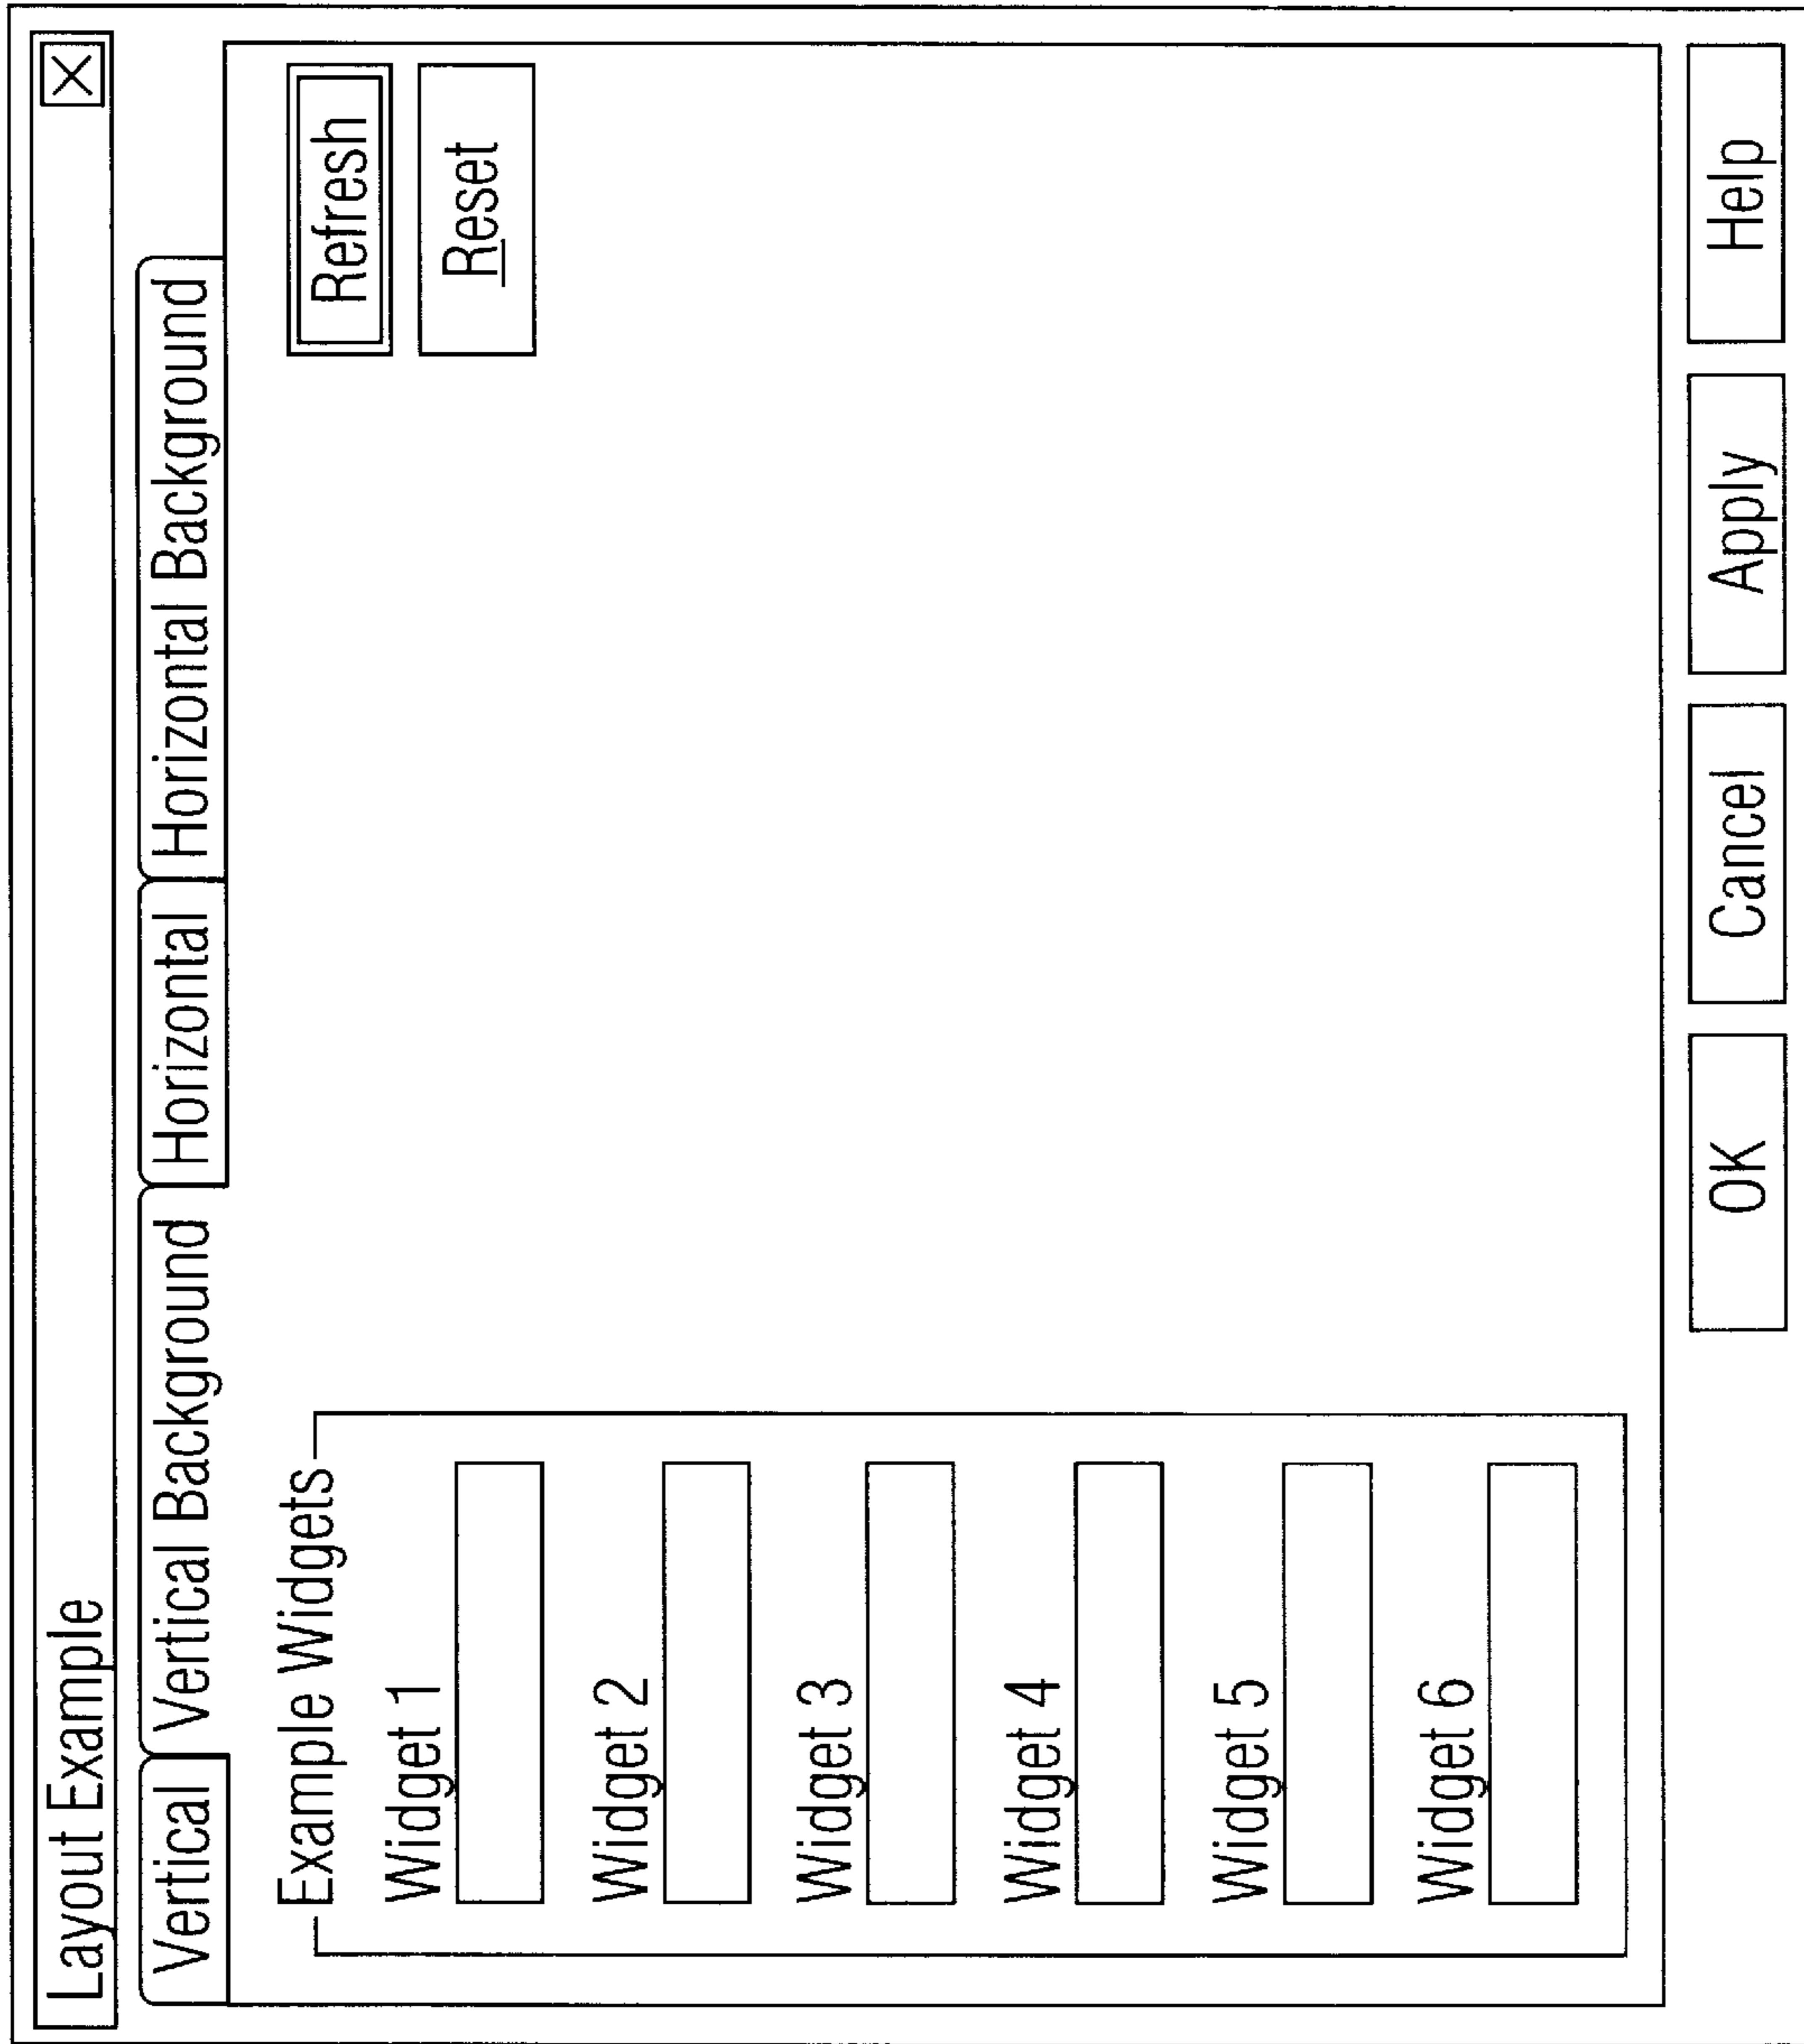 Layout Example
Vertical Vertical Background Horizontal Horizontal Background
Example Widgets
Widget 1
Widget 2
Widget 3
Widget 4
Widget 5
Widget 6
Refresh
Reset
OK Cancel Apply Help